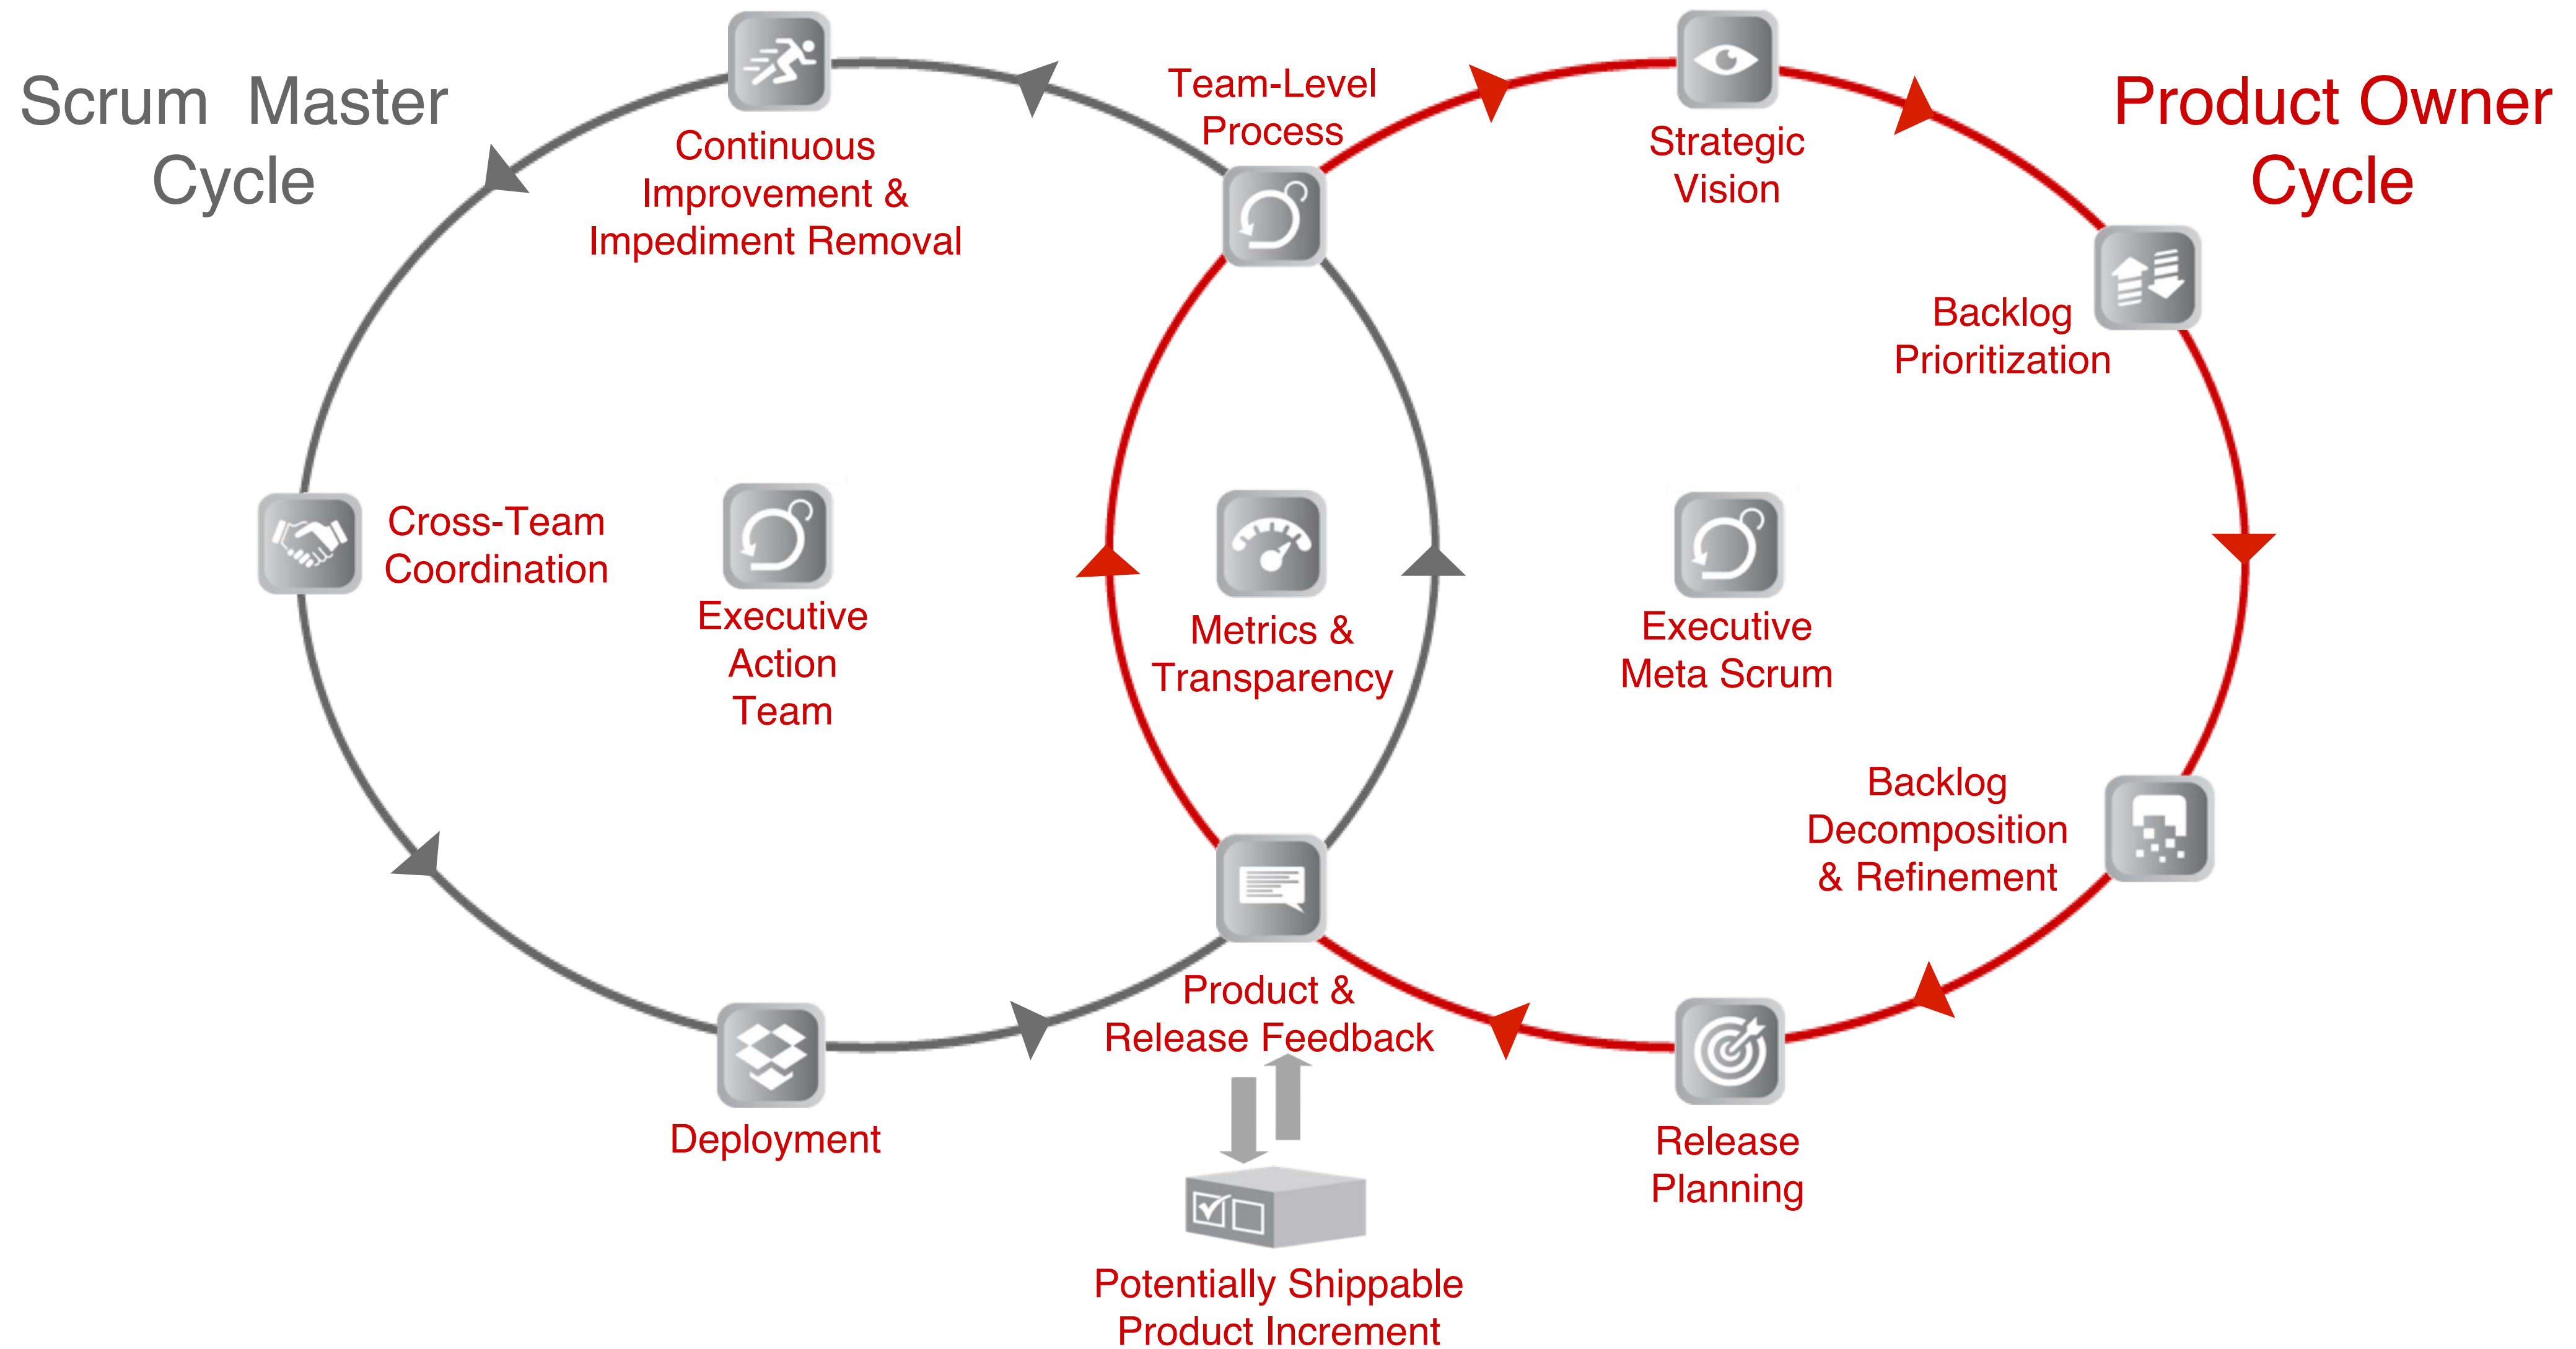 Scrum Master
Cycle
Continuous
Improvement &
Impediment Removal
Team-Level
Process
Strategic
Vision
Product Owner
Cycle
Backlog
Prioritization
Cross-Team
Coordination
Executive
Action
Team
Metrics &
Transparency
Executive
Meta Scrum
Backlog
Decomposition
& Refinement
Product &
Release Feedback
Deployment
Release
Planning
Potentially Shippable
Product Increment